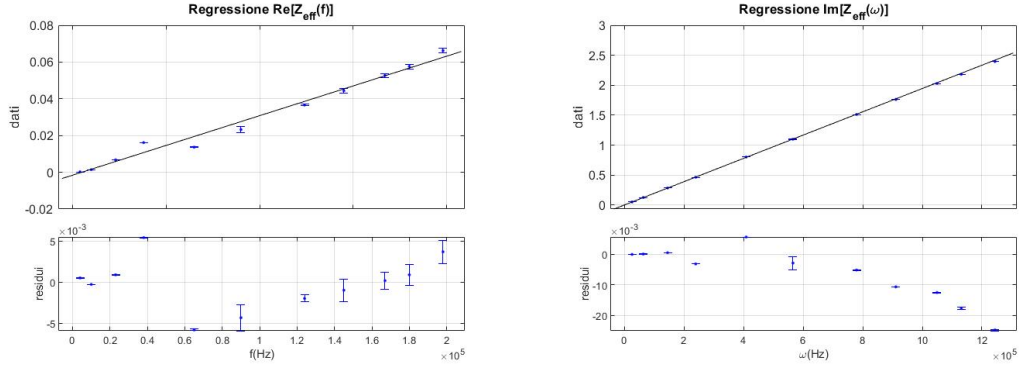 Regressione Re[Z_eff(f)]
0.08
0.06
0.04
0.02
0
-0.02
dati
×10^-3
5
0
-5
residui
0 0.2 0.4 0.6 0.8 1 1.2 1.4 1.6 1.8 2
f(Hz)
×10^5
Regressione Im[Z_eff(ω)]
3
2.5
2
1.5
1
0.5
0
dati
×10^-3
0
-10
-20
residui
0 2 4 6 8 10 12
ω(Hz)
×10^5